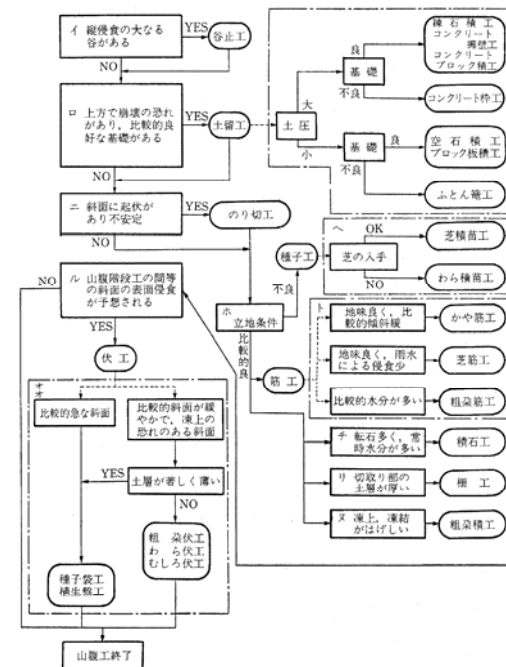 イ 縦侵食の大なる
谷がある
YES
谷止工
NO
ロ 上方で崩壊の恐れ
があり，比較的良
好な基礎がある
YES
土留工
NO
土圧
大
小
基礎
良
不良
練石積工
コンクリート
擁壁工
コンクリート
ブロック積工
コンクリート枠工
基礎
良
不良
空石積工
ブロック板積工
ふとん篭工
ニ 斜面に起伏が
あり不安定
YES
のり切工
NO
ヘ
種子工
芝の入手
OK
NO
芝積苗工
わら積苗工
不良
ホ
立地条件
比較的良
筋工
ト
地味良く，比
較的傾斜緩
かや筋工
地味良く，雨水
による侵食少
芝筋工
比較的水分が多い
粗朶筋工
チ 転石多く，常
時水分が多い
積石工
リ 切取り部の
土層が厚い
柵工
ヌ 凍上，凍結
がはげしい
粗朶積工
ル 山腹階段工の間等
の斜面の表面侵食
が予想される
NO
YES
伏工
オ
比較的急な斜面
比較的斜面が緩
やかで，凍上の
恐れのある斜面
土層が著しく薄い
YES
NO
粗朶伏工
わら伏工
むしろ伏工
種子袋工
植生盤工
山腹工終了